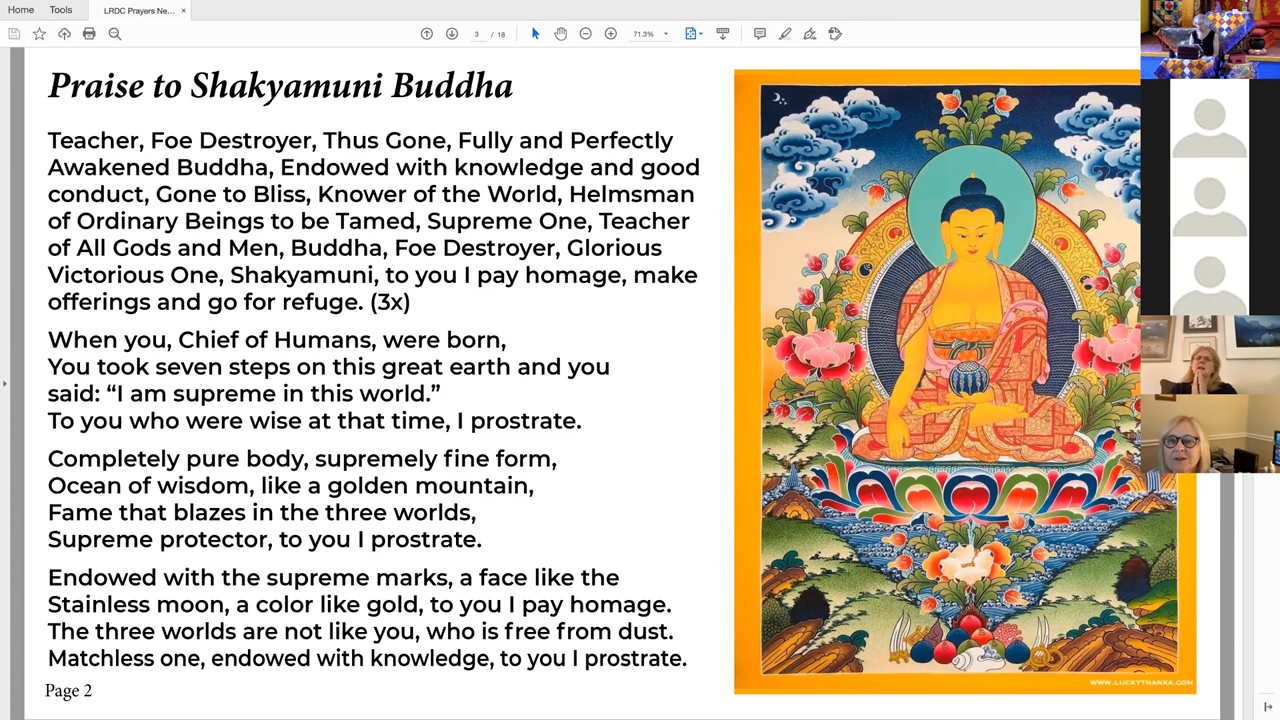 Home Tools LRDC Prayers Ne... ×
3 / 18 71.3%
Praise to Shakyamuni Buddha
Teacher, Foe Destroyer, Thus Gone, Fully and Perfectly
Awakened Buddha, Endowed with knowledge and good
conduct, Gone to Bliss, Knower of the World, Helmsman
of Ordinary Beings to be Tamed, Supreme One, Teacher
of All Gods and Men, Buddha, Foe Destroyer, Glorious
Victorious One, Shakyamuni, to you I pay homage, make
offerings and go for refuge. (3x)
When you, Chief of Humans, were born,
You took seven steps on this great earth and you
said: “I am supreme in this world.”
To you who were wise at that time, I prostrate.
Completely pure body, supremely fine form,
Ocean of wisdom, like a golden mountain,
Fame that blazes in the three worlds,
Supreme protector, to you I prostrate.
Endowed with the supreme marks, a face like the
Stainless moon, a color like gold, to you I pay homage.
The three worlds are not like you, who is free from dust.
Matchless one, endowed with knowledge, to you I prostrate.
Page 2
WWW.LUCKYTHANKA.COM